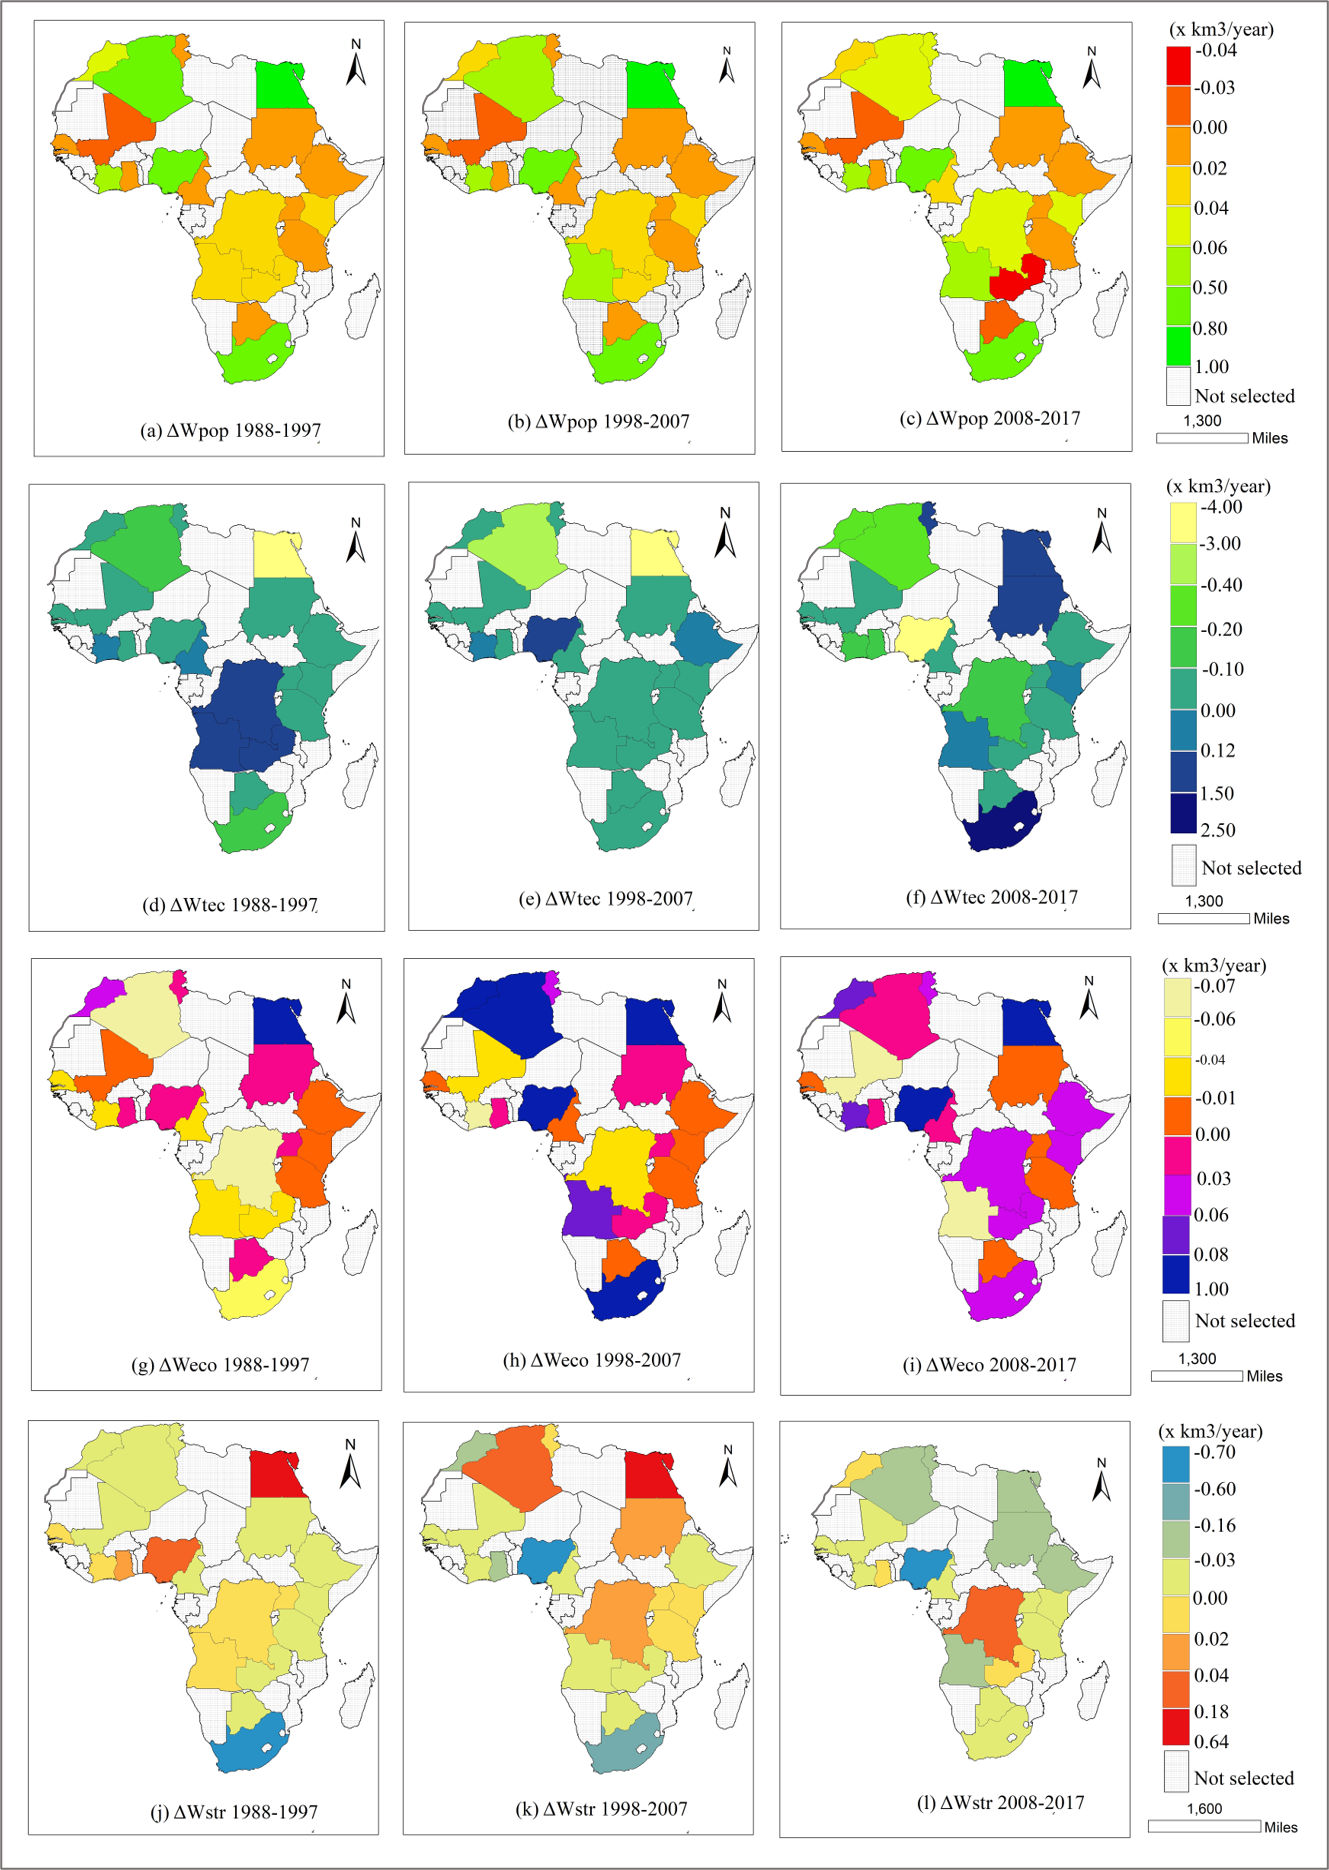 N
N
N
(x km3/year)
-0.04
-0.03
0.00
0.02
0.04
0.06
0.50
0.80
1.00
Not selected
1,300
Miles
(a) ΔWpop 1988-1997
(b) ΔWpop 1998-2007
(c) ΔWpop 2008-2017
N
N
N
(x km3/year)
-4.00
-3.00
-0.40
-0.20
-0.10
0.00
0.12
1.50
2.50
Not selected
1,300
Miles
(d) ΔWtec 1988-1997
(e) ΔWtec 1998-2007
(f) ΔWtec 2008-2017
N
N
N
(x km3/year)
-0.07
-0.06
-0.04
-0.01
0.00
0.03
0.06
0.08
1.00
Not selected
1,300
Miles
(g) ΔWeco 1988-1997
(h) ΔWeco 1998-2007
(i) ΔWeco 2008-2017
N
N
N
(x km3/year)
-0.70
-0.60
-0.16
-0.03
0.00
0.02
0.04
0.18
0.64
Not selected
1,600
Miles
(j) ΔWstr 1988-1997
(k) ΔWstr 1998-2007
(l) ΔWstr 2008-2017